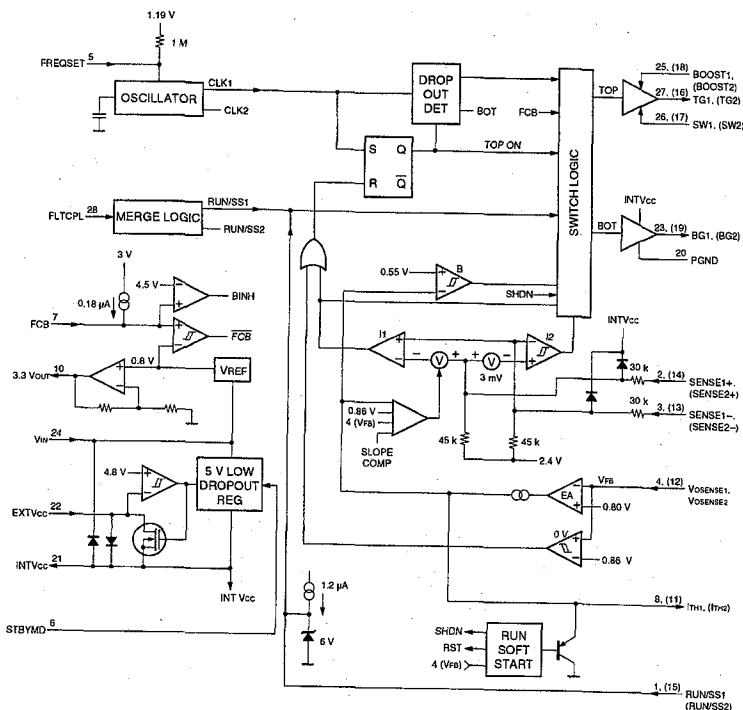 1.19 V
1 M
FREQSET
5
OSCILLATOR
CLK1
CLK2
DROP
OUT
DET
BOT
FCB
TOP
25, (18)
BOOST1,
(BOOST2)
27, (16)
TG1, (TG2)
26, (17)
SW1, (SW2)
S Q
R Q
TOP ON
SWITCH LOGIC
FLTCPL
28
MERGE LOGIC
RUN/SS1
RUN/SS2
INTVCC
BOT
23, (19)
BG1, (BG2)
20
PGND
3 V
4.5 V
BINH
0.18 µA
FCB
7
FCB
0.55 V
B
SHDN
I1
I2
3.3 VOUT
10
0.8 V
VREF
V
V
3 mV
INTVCC
30 k
2, (14)
SENSE1+,
(SENSE2+)
30 k
3, (13)
SENSE1–,
(SENSE2–)
0.86 V
4 (VFB)
SLOPE
COMP
45 k
45 k
2.4 V
VIN
24
4.8 V
5 V LOW
DROPOUT
REG
EXTVCC
22
INTVCC
21
INT VCC
STBYMD
6
EA
VFB
4, (12)
VOSENSE1,
VOSENSE2
0.80 V
0 V
0.86 V
1.2 µA
6 V
8, (11)
ITH1, (ITH2)
SHDN
RST
4 (VFB)
RUN
SOFT
START
1, (15)
RUN/SS1
(RUN/SS2)